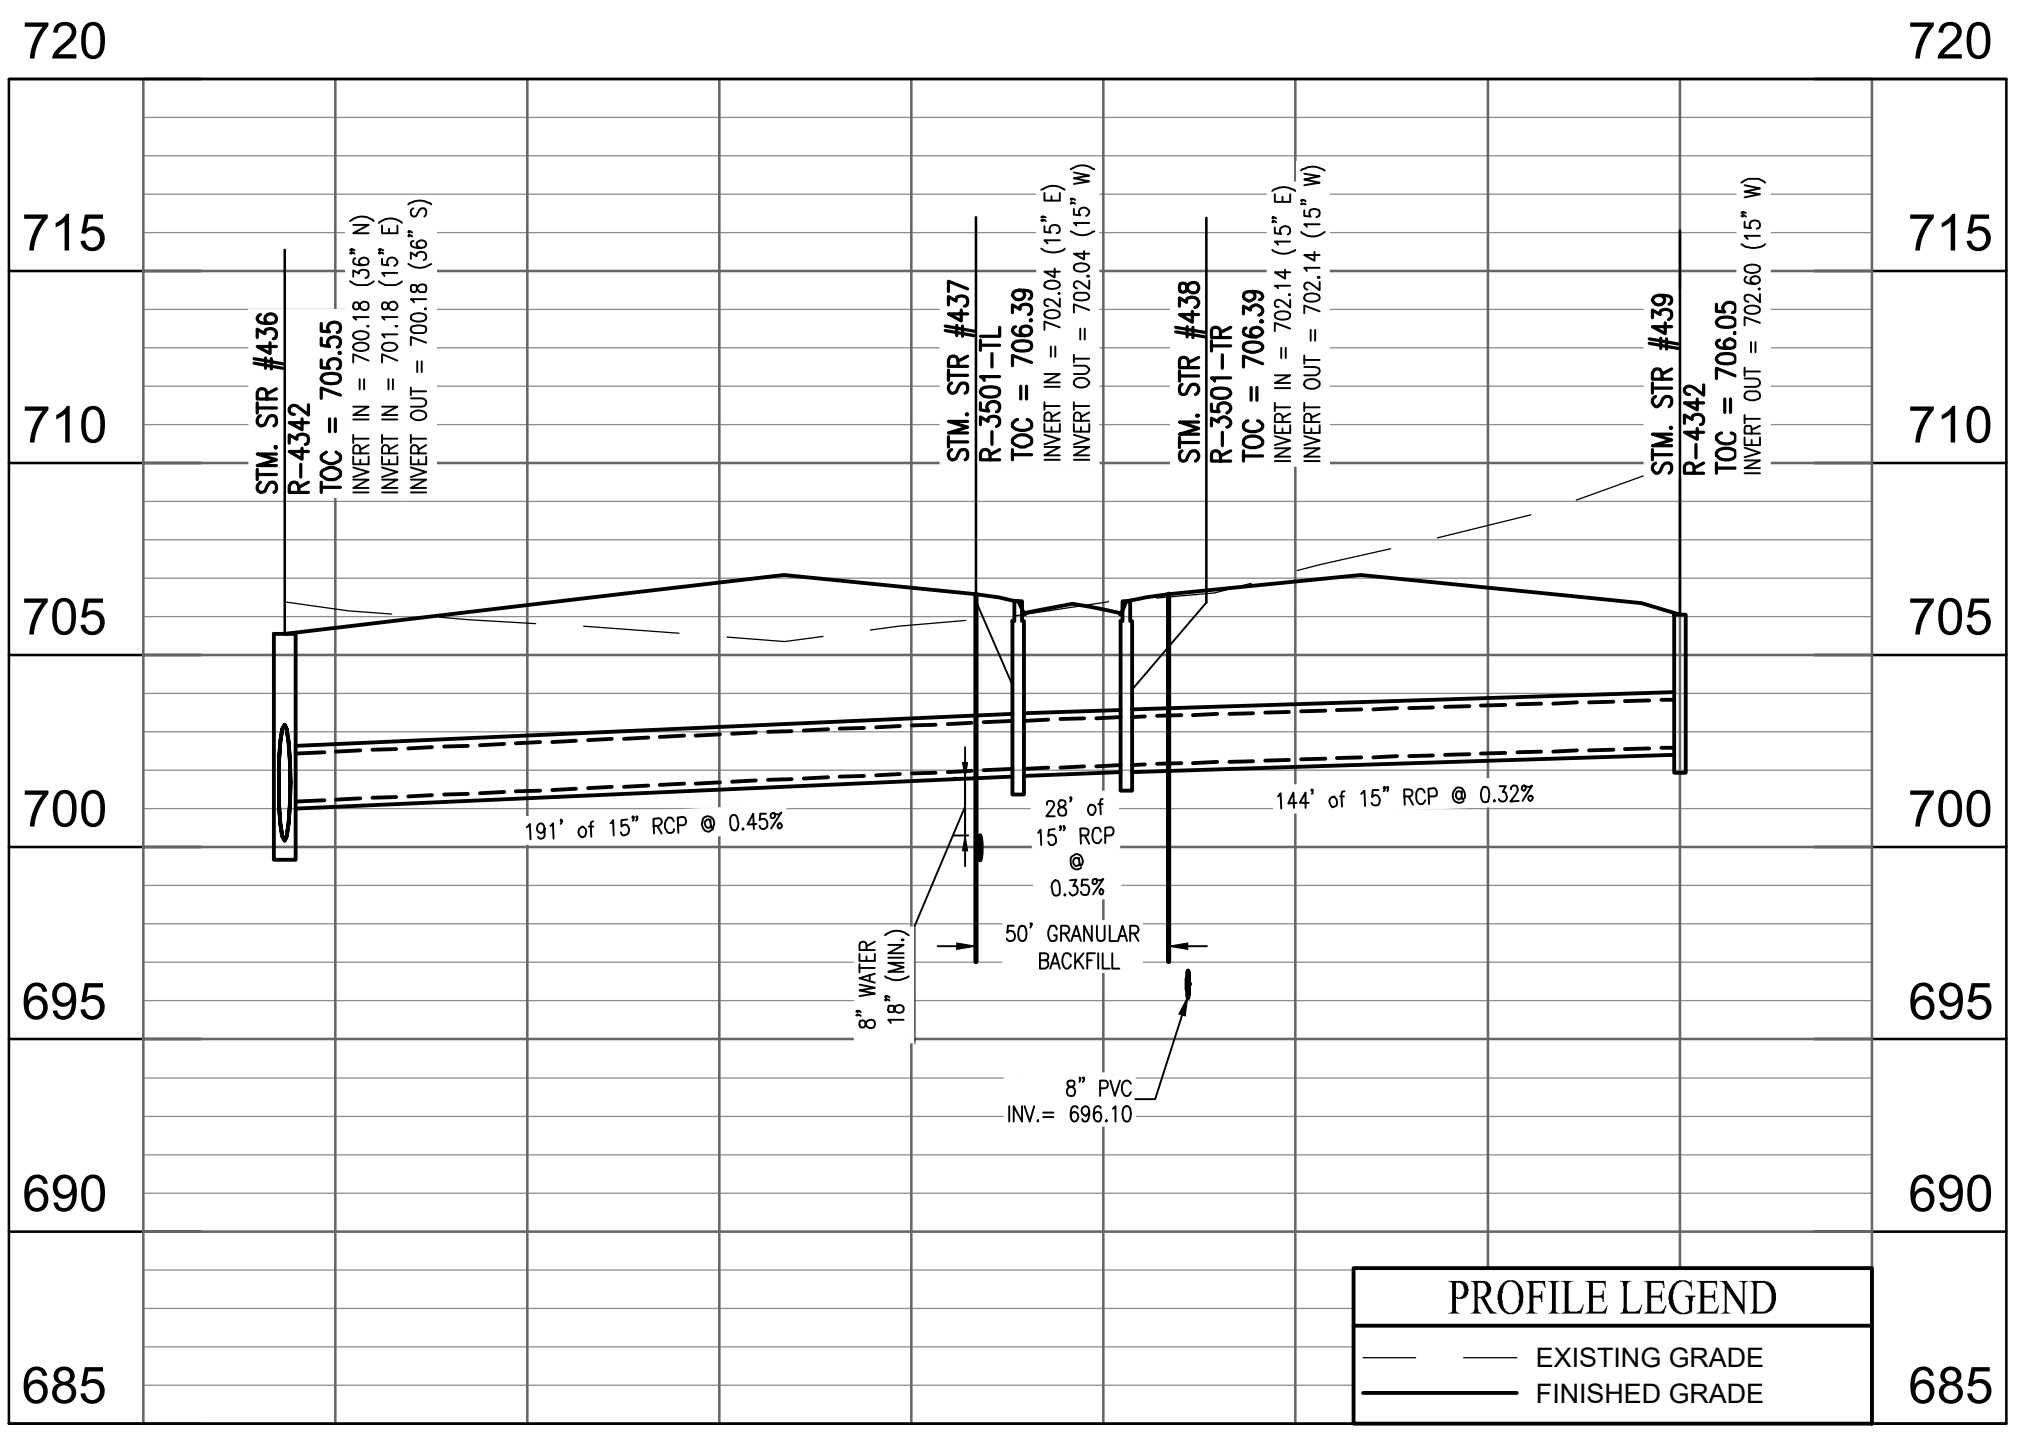 720
720
715
715
710
710
705
705
700
700
695
695
690
690
685
685
STM. STR #436
R-4342
TOC = 705.55
INVERT IN = 700.18 (36" N)
INVERT IN = 701.18 (15" E)
INVERT OUT = 700.18 (36" S)
STM. STR #437
R-3501-TL
TOC = 706.39
INVERT IN = 702.04 (15" E)
INVERT OUT = 702.04 (15" W)
STM. STR #438
R-3501-TR
TOC = 706.39
INVERT IN = 702.14 (15" E)
INVERT OUT = 702.14 (15" W)
STM. STR #439
R-4342
TOC = 706.05
INVERT OUT = 702.60 (15" W)
191' of 15" RCP @ 0.45%
28' of
15" RCP
@
0.35%
144' of 15" RCP @ 0.32%
50' GRANULAR
BACKFILL
8" WATER
18" (MIN.)
8" PVC
INV.= 696.10
PROFILE LEGEND
EXISTING GRADE
FINISHED GRADE